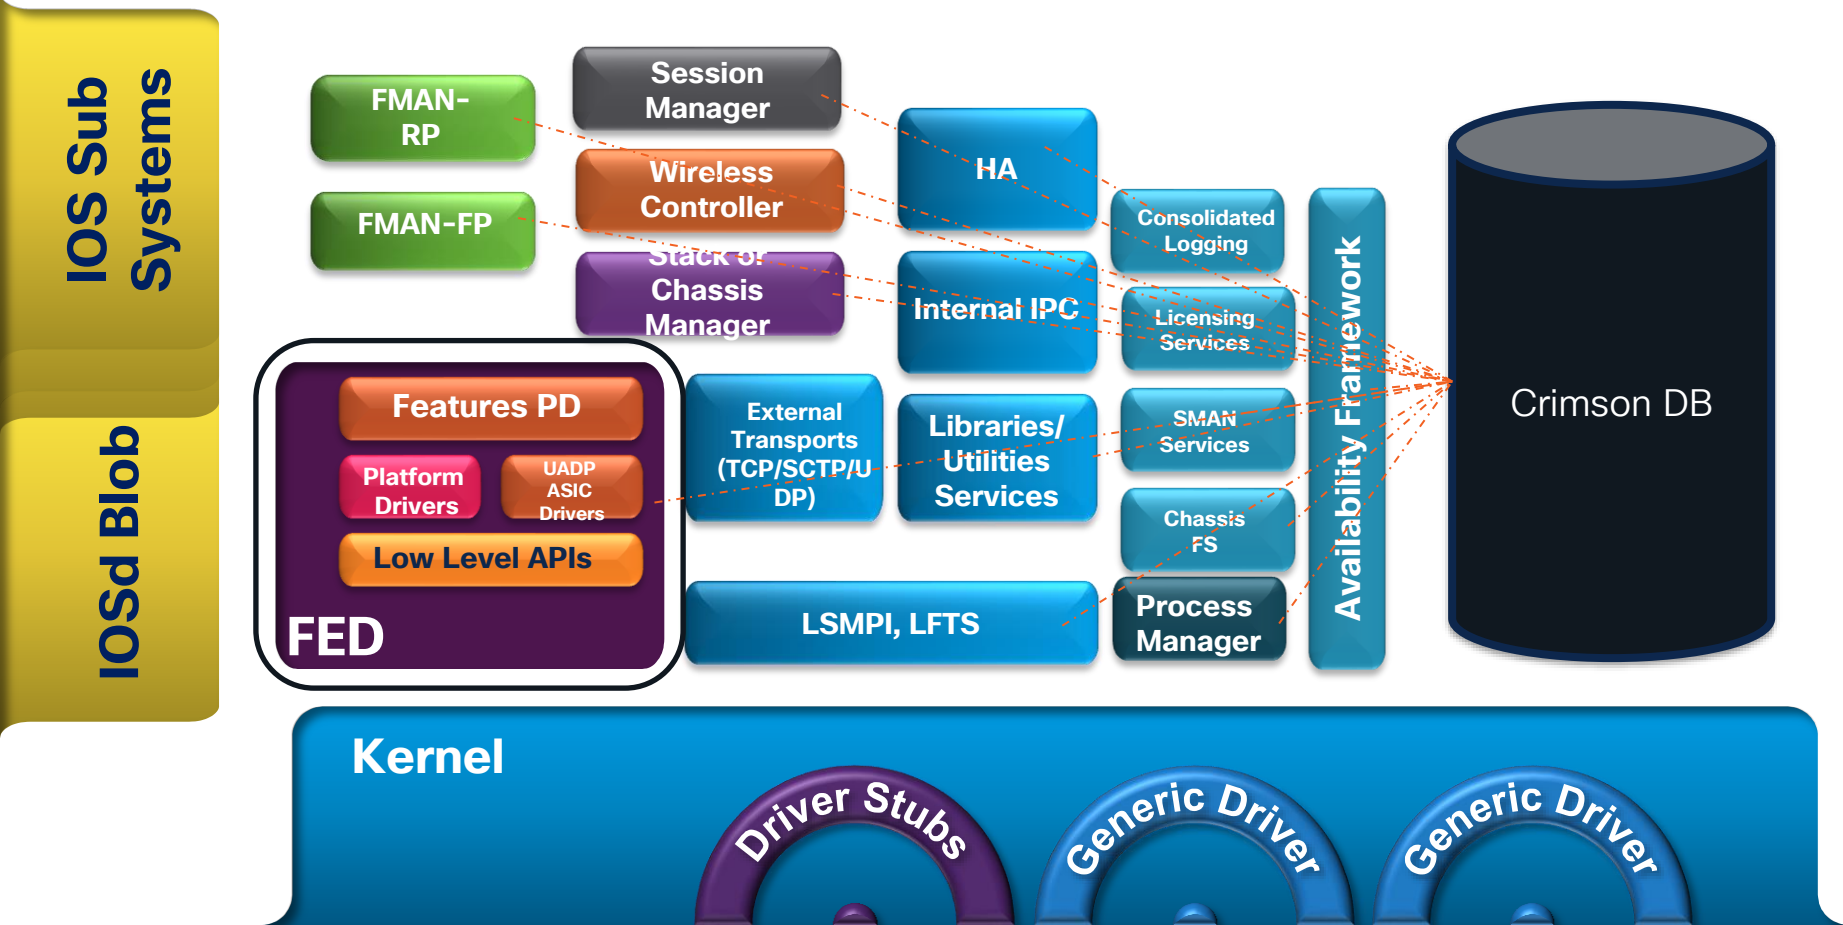 IOS Sub
Systems
IOSd Blob
FMAN-
RP
FMAN-FP
Session
Manager
Wireless
Controller
Stack or
Chassis
Manager
HA
Internal IPC
Consolidated
Logging
Licensing
Services
SMAN
Services
Chassis
FS
Process
Manager
Availability Framework
Crimson DB
Features PD
Platform
Drivers
UADP
ASIC
Drivers
Low Level APIs
FED
External
Transports
(TCP/SCTP/U
DP)
Libraries/
Utilities
Services
LSMPI, LFTS
Kernel
Driver Stubs
Generic Driver
Generic Driver